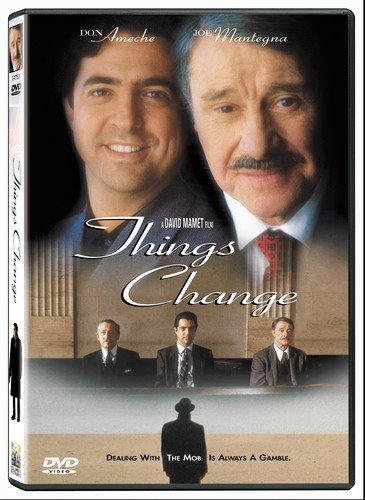 DON Ameche
JOE Mantegna
A DAVID MAMET FILM
Things
Change
DEALING WITH THE MOB IS ALWAYS A GAMBLE.
DVD
VIDEO
DVD
Things Change